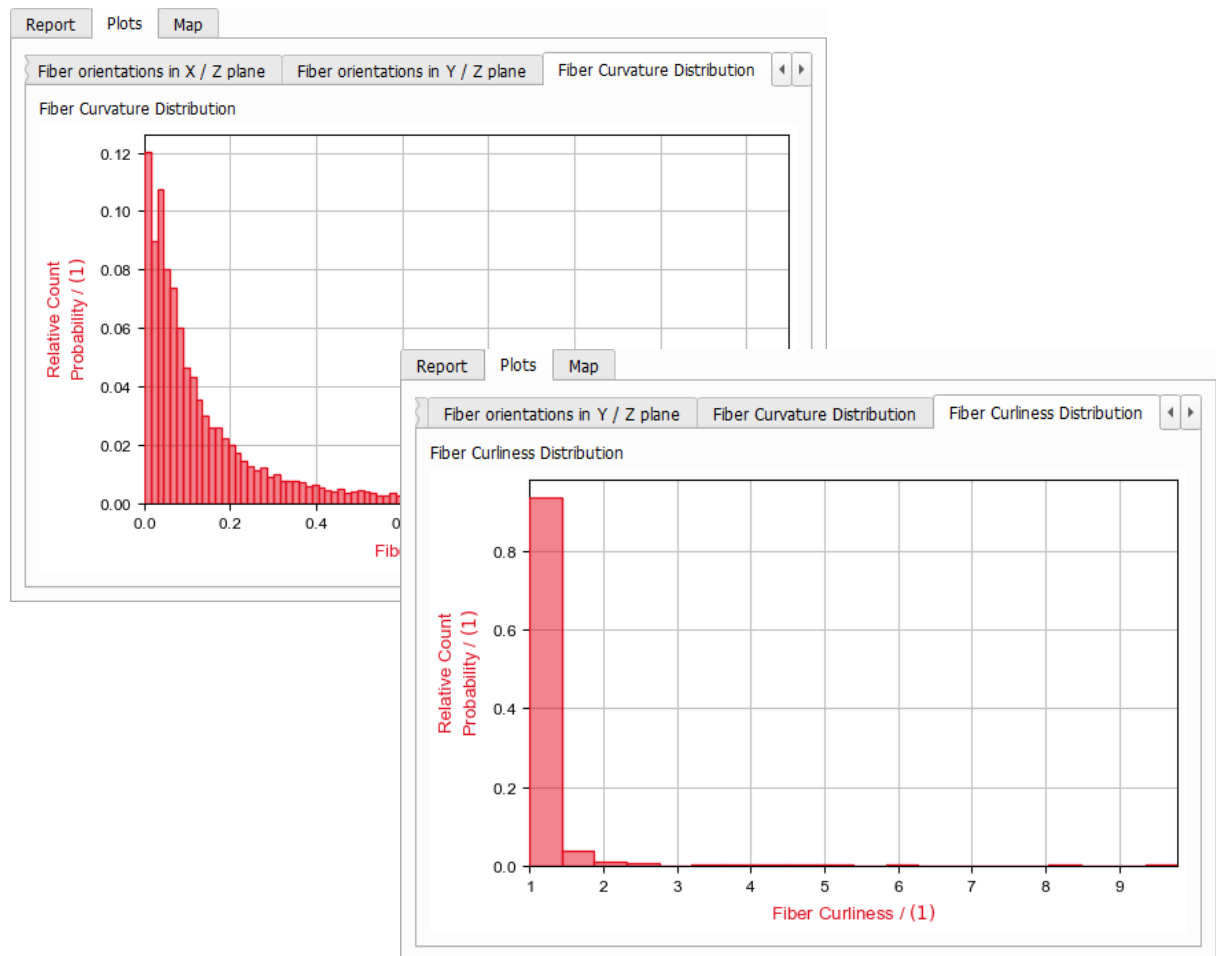 Report Plots Map
Fiber orientations in X / Z plane Fiber orientations in Y / Z plane Fiber Curvature Distribution
Fiber Curvature Distribution
0.12
0.10
0.08
0.06
0.04
0.02
0.00
Relative Count
Probability / (1)
0.0 0.2 0.4 0
Fib
Report Plots Map
Fiber orientations in Y / Z plane Fiber Curvature Distribution Fiber Curliness Distribution
Fiber Curliness Distribution
0.8
0.6
0.4
0.2
0.0
Relative Count
Probability / (1)
1 2 3 4 5 6 7 8 9
Fiber Curliness / (1)